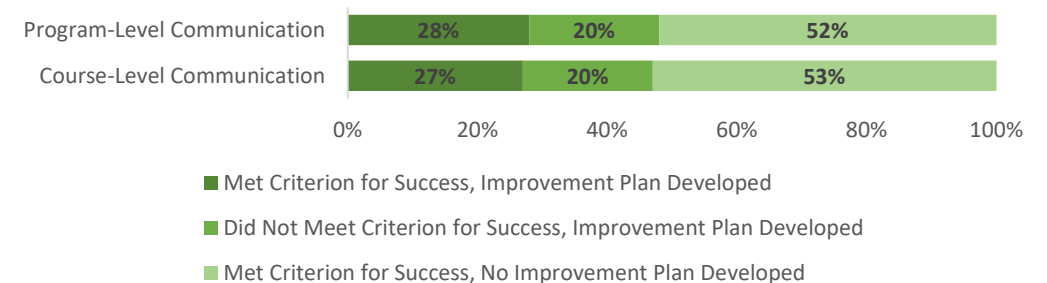 Program-Level Communication 28% 20% 52%
Course-Level Communication 27% 20% 53%
0% 20% 40% 60% 80% 100%
Met Criterion for Success, Improvement Plan Developed
Did Not Meet Criterion for Success, Improvement Plan Developed
Met Criterion for Success, No Improvement Plan Developed